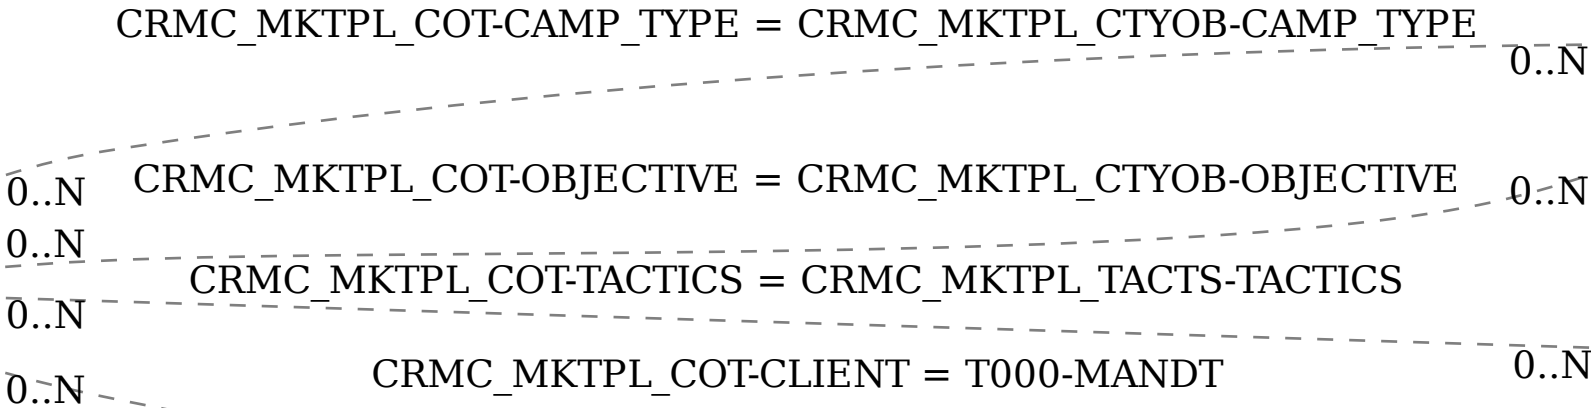 CRMC_MKTPL_COT-CAMP_TYPE = CRMC_MKTPL_CTYOB-CAMP_TYPE
0..N
0..N
CRMC_MKTPL_COT-OBJECTIVE = CRMC_MKTPL_CTYOB-OBJECTIVE
0..N
0..N
CRMC_MKTPL_COT-TACTICS = CRMC_MKTPL_TACTS-TACTICS
0..N
0..N
CRMC_MKTPL_COT-CLIENT = T000-MANDT
0..N